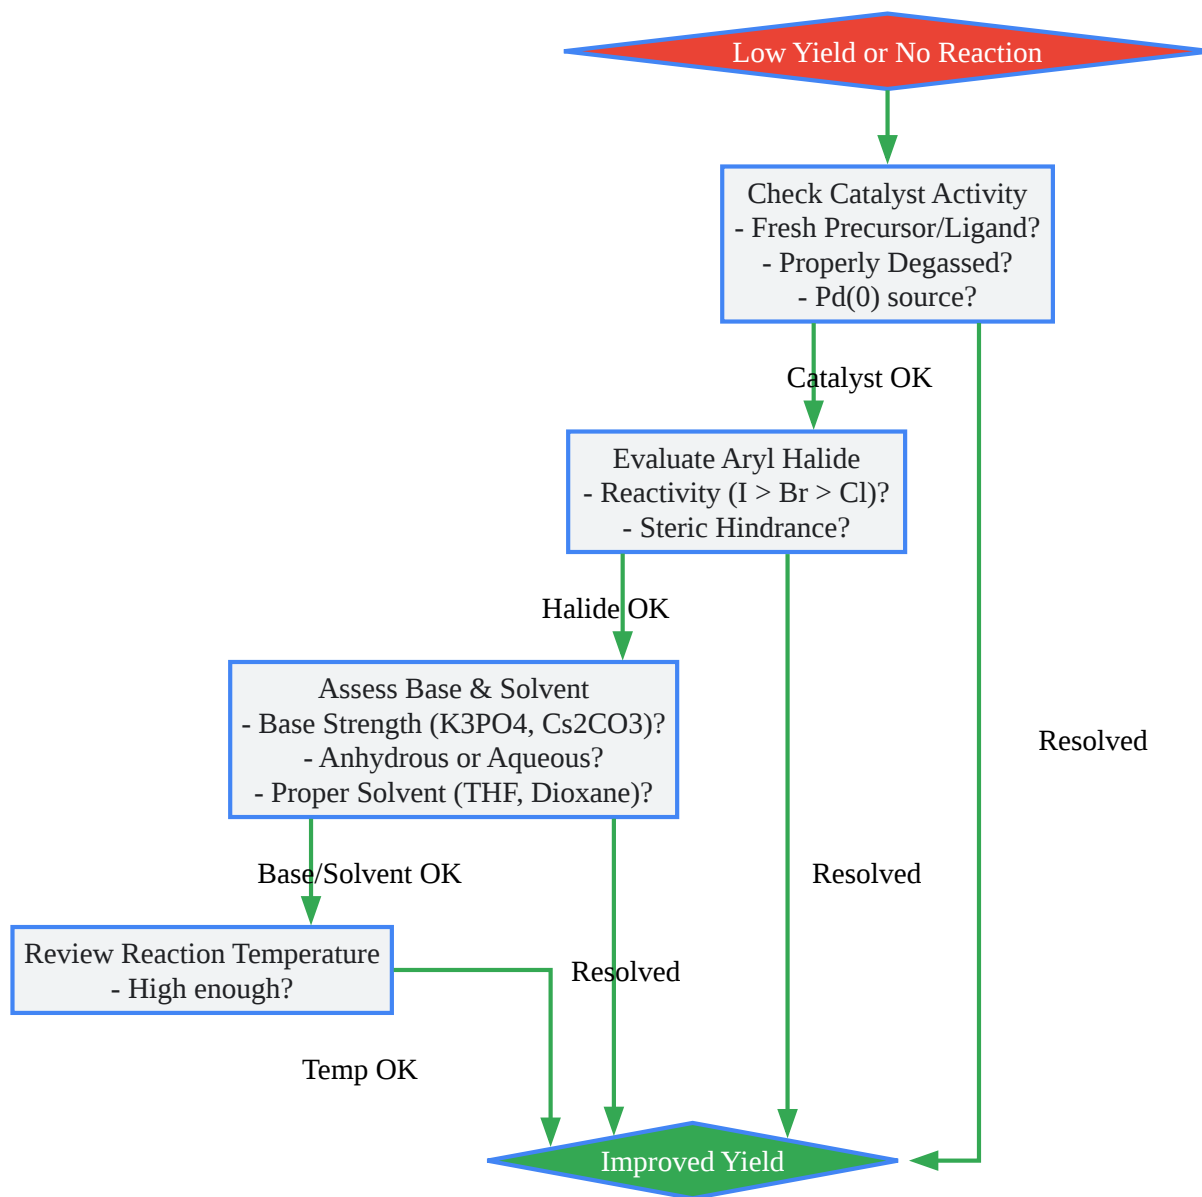 Low Yield or No Reaction
Check Catalyst Activity
- Fresh Precursor/Ligand?
- Properly Degassed?
- Pd(0) source?
Catalyst OK
Evaluate Aryl Halide
- Reactivity (I > Br > Cl)?
- Steric Hindrance?
Halide OK
Assess Base & Solvent
- Base Strength (K3PO4, Cs2CO3)?
- Anhydrous or Aqueous?
- Proper Solvent (THF, Dioxane)?
Resolved
Base/Solvent OK
Resolved
Review Reaction Temperature
- High enough?
Resolved
Temp OK
Improved Yield